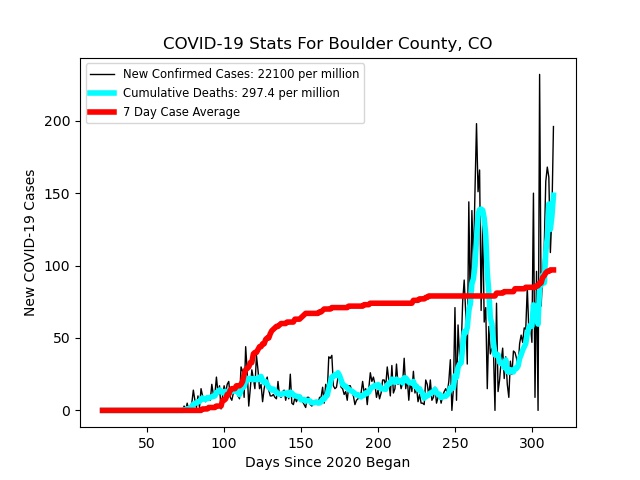 COVID-19 Stats For Boulder County, CO
New Confirmed Cases: 22100 per million
Cumulative Deaths: 297.4 per million
7 Day Case Average
New COVID-19 Cases
200
150
100
50
0
50 100 150 200 250 300
Days Since 2020 Began